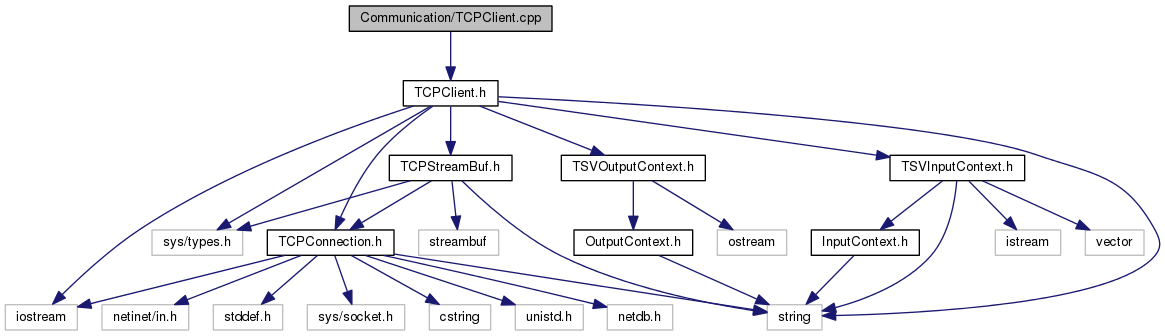 Communication/TCPClient.cpp
TCPClient.h
TCPStreamBuf.h
TSVOutputContext.h
TSVInputContext.h
sys/types.h
TCPConnection.h
streambuf
OutputContext.h
ostream
InputContext.h
istream
vector
iostream
netinet/in.h
stddef.h
sys/socket.h
cstring
unistd.h
netdb.h
string